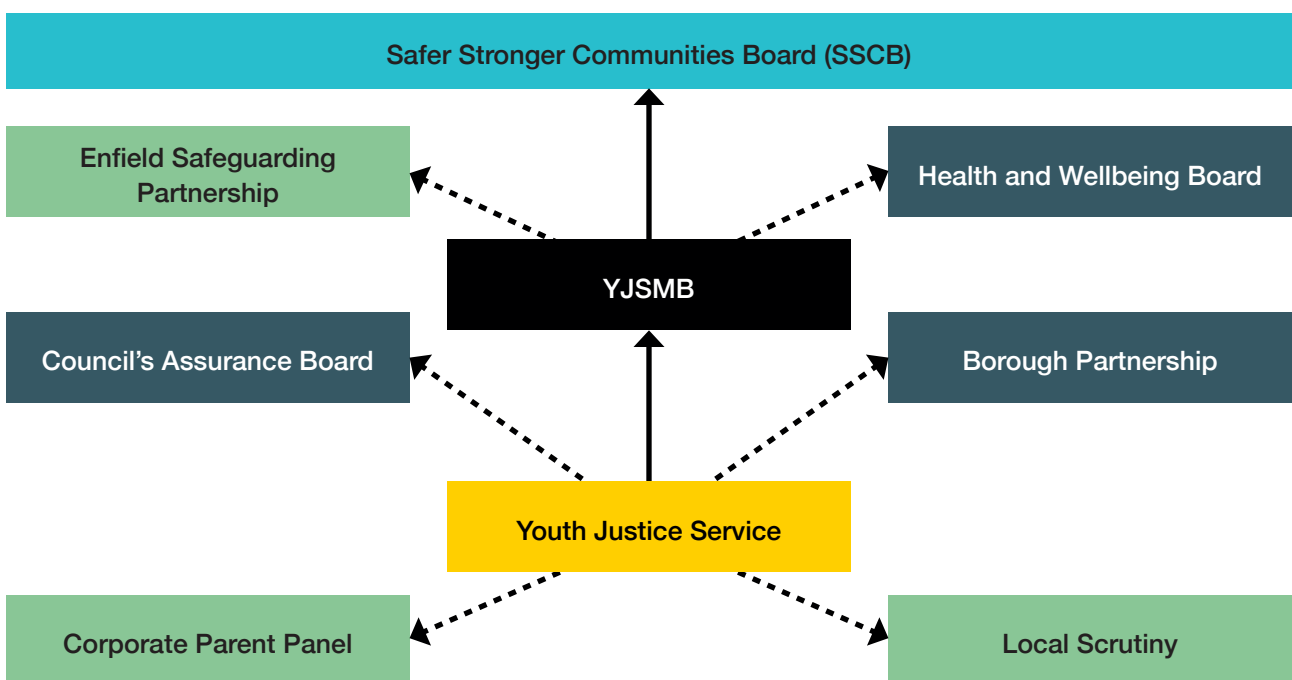 Safer Stronger Communities Board (SSCB)
Enfield Safeguarding
Partnership
Health and Wellbeing Board
YJSMB
Council’s Assurance Board
Borough Partnership
Youth Justice Service
Corporate Parent Panel
Local Scrutiny